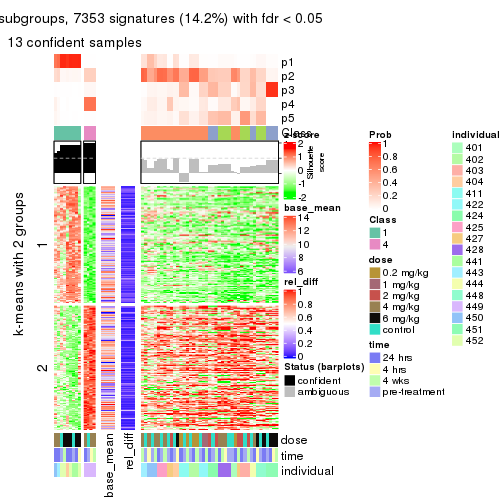 subgroups, 7353 signatures (14.2%) with fdr < 0.05
13 confident samples
p1
p2
p3
p4
p5
Class
Silhouette score
k-means with 2 groups
1
2
base_mean
rel_diff
dose
time
individual
z-score
2
1
0
-1
-2
base_mean
14
12
10
8
6
rel_diff
1
0.8
0.6
0.4
0.2
0
Status (barplots)
confident
ambiguous
Prob
1
0.8
0.6
0.4
0.2
0
Class
1
4
dose
0.2 mg/kg
1 mg/kg
2 mg/kg
4 mg/kg
6 mg/kg
control
time
24 hrs
4 hrs
4 wks
pre-treatment
individual
401
402
403
404
411
422
424
425
427
428
441
443
444
448
449
450
451
452